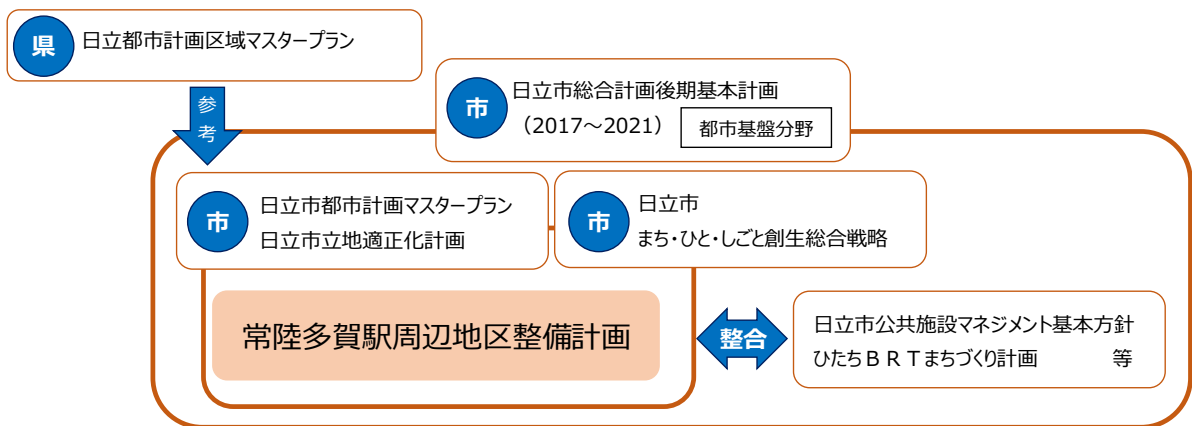 県
日立都市計画区域マスタープラン
参考
市
日立市総合計画後期基本計画
（2017～2021）
都市基盤分野
市
日立市都市計画マスタープラン
日立市立地適正化計画
市
日立市
まち・ひと・しごと創生総合戦略
常陸多賀駅周辺地区整備計画
整合
日立市公共施設マネジメント基本方針
ひたちＢＲＴまちづくり計画　　　等